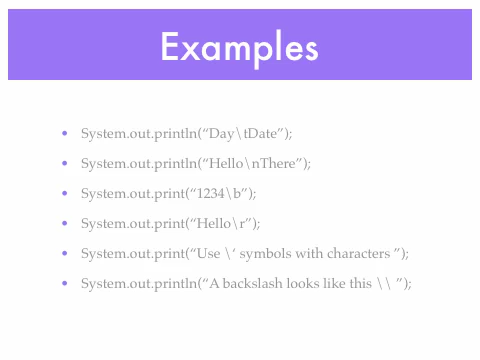 Examples
• System.out.println(“Day\tDate”);
• System.out.println(“Hello\nThere”);
• System.out.print(“1234\b”);
• System.out.print(“Hello\r”);
• System.out.print(“Use \‘ symbols with characters ”);
• System.out.println(“A backslash looks like this \\ ”);